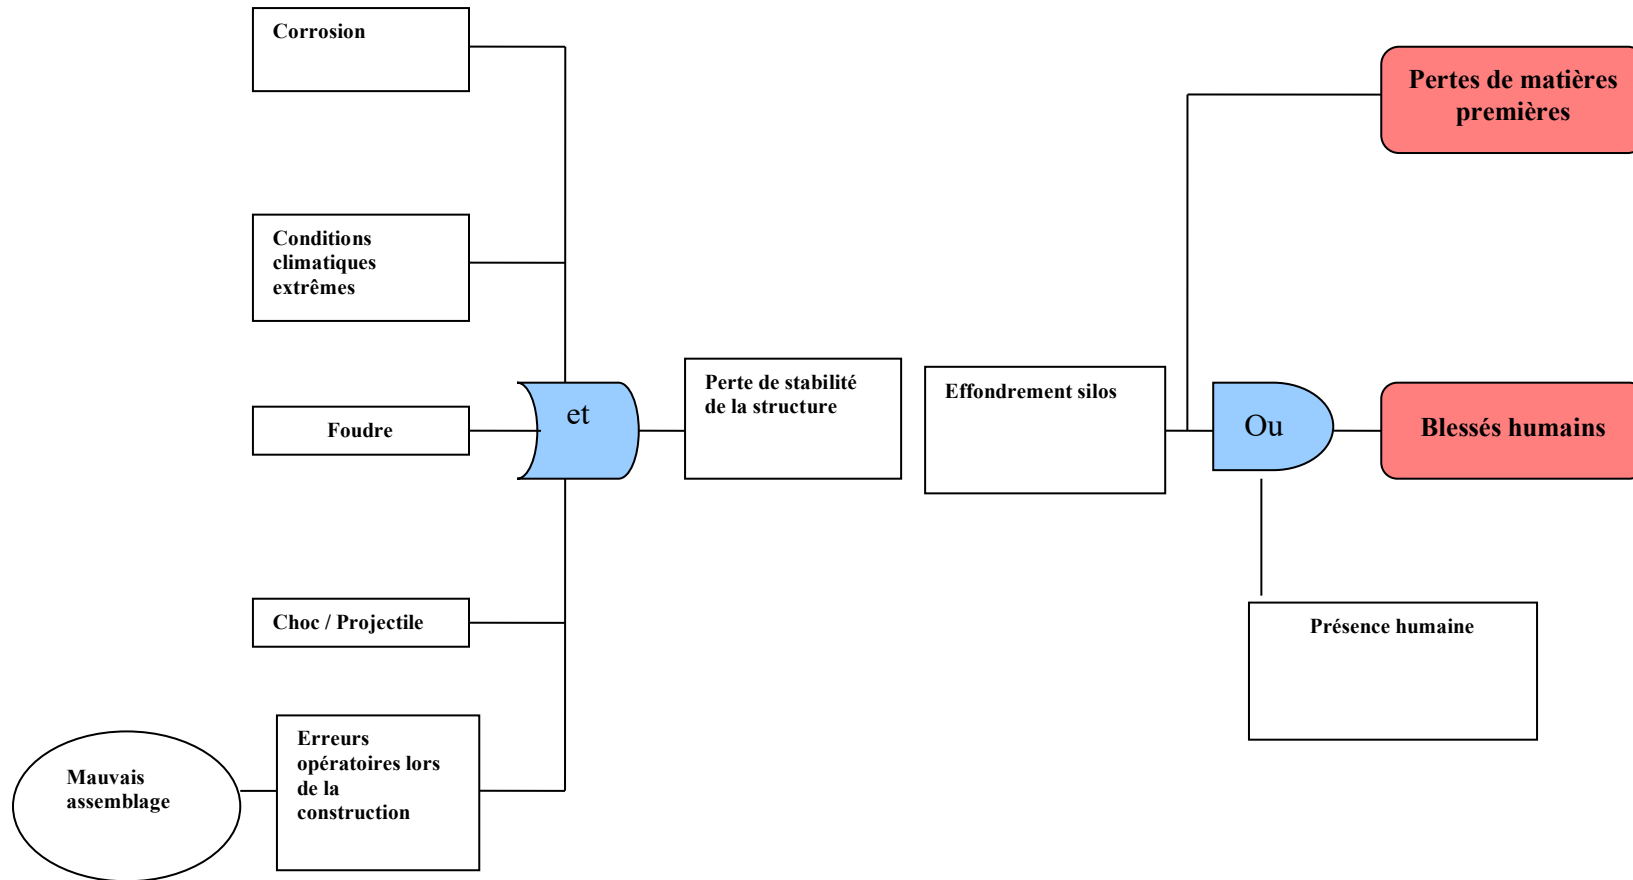 Corrosion
Conditions
climatiques
extrêmes
Foudre
Choc / Projectile
Mauvais
assemblage
Erreurs
opératoires lors
de la
construction
et
Perte de stabilité
de la structure
Effondrement silos
Ou
Présence humaine
Pertes de matières
premières
Blessés humains